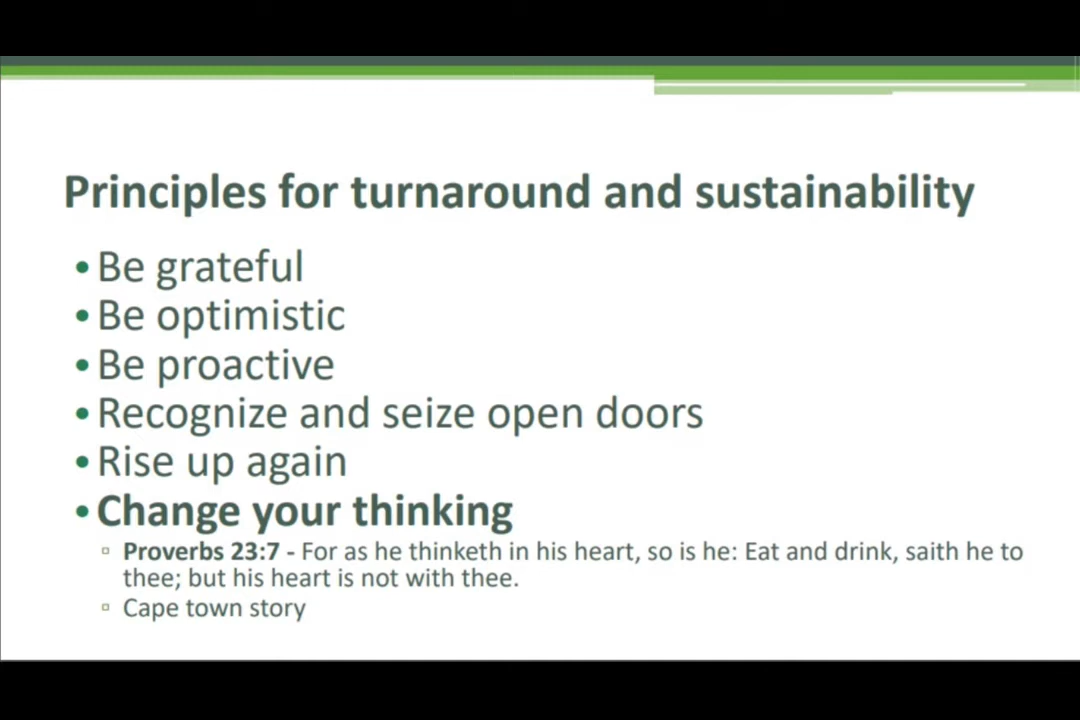 Principles for turnaround and sustainability
•Be grateful
•Be optimistic
•Be proactive
•Recognize and seize open doors
•Rise up again
•Change your thinking
▫ Proverbs 23:7 - For as he thinketh in his heart, so is he: Eat and drink, saith he to
thee; but his heart is not with thee.
▫ Cape town story